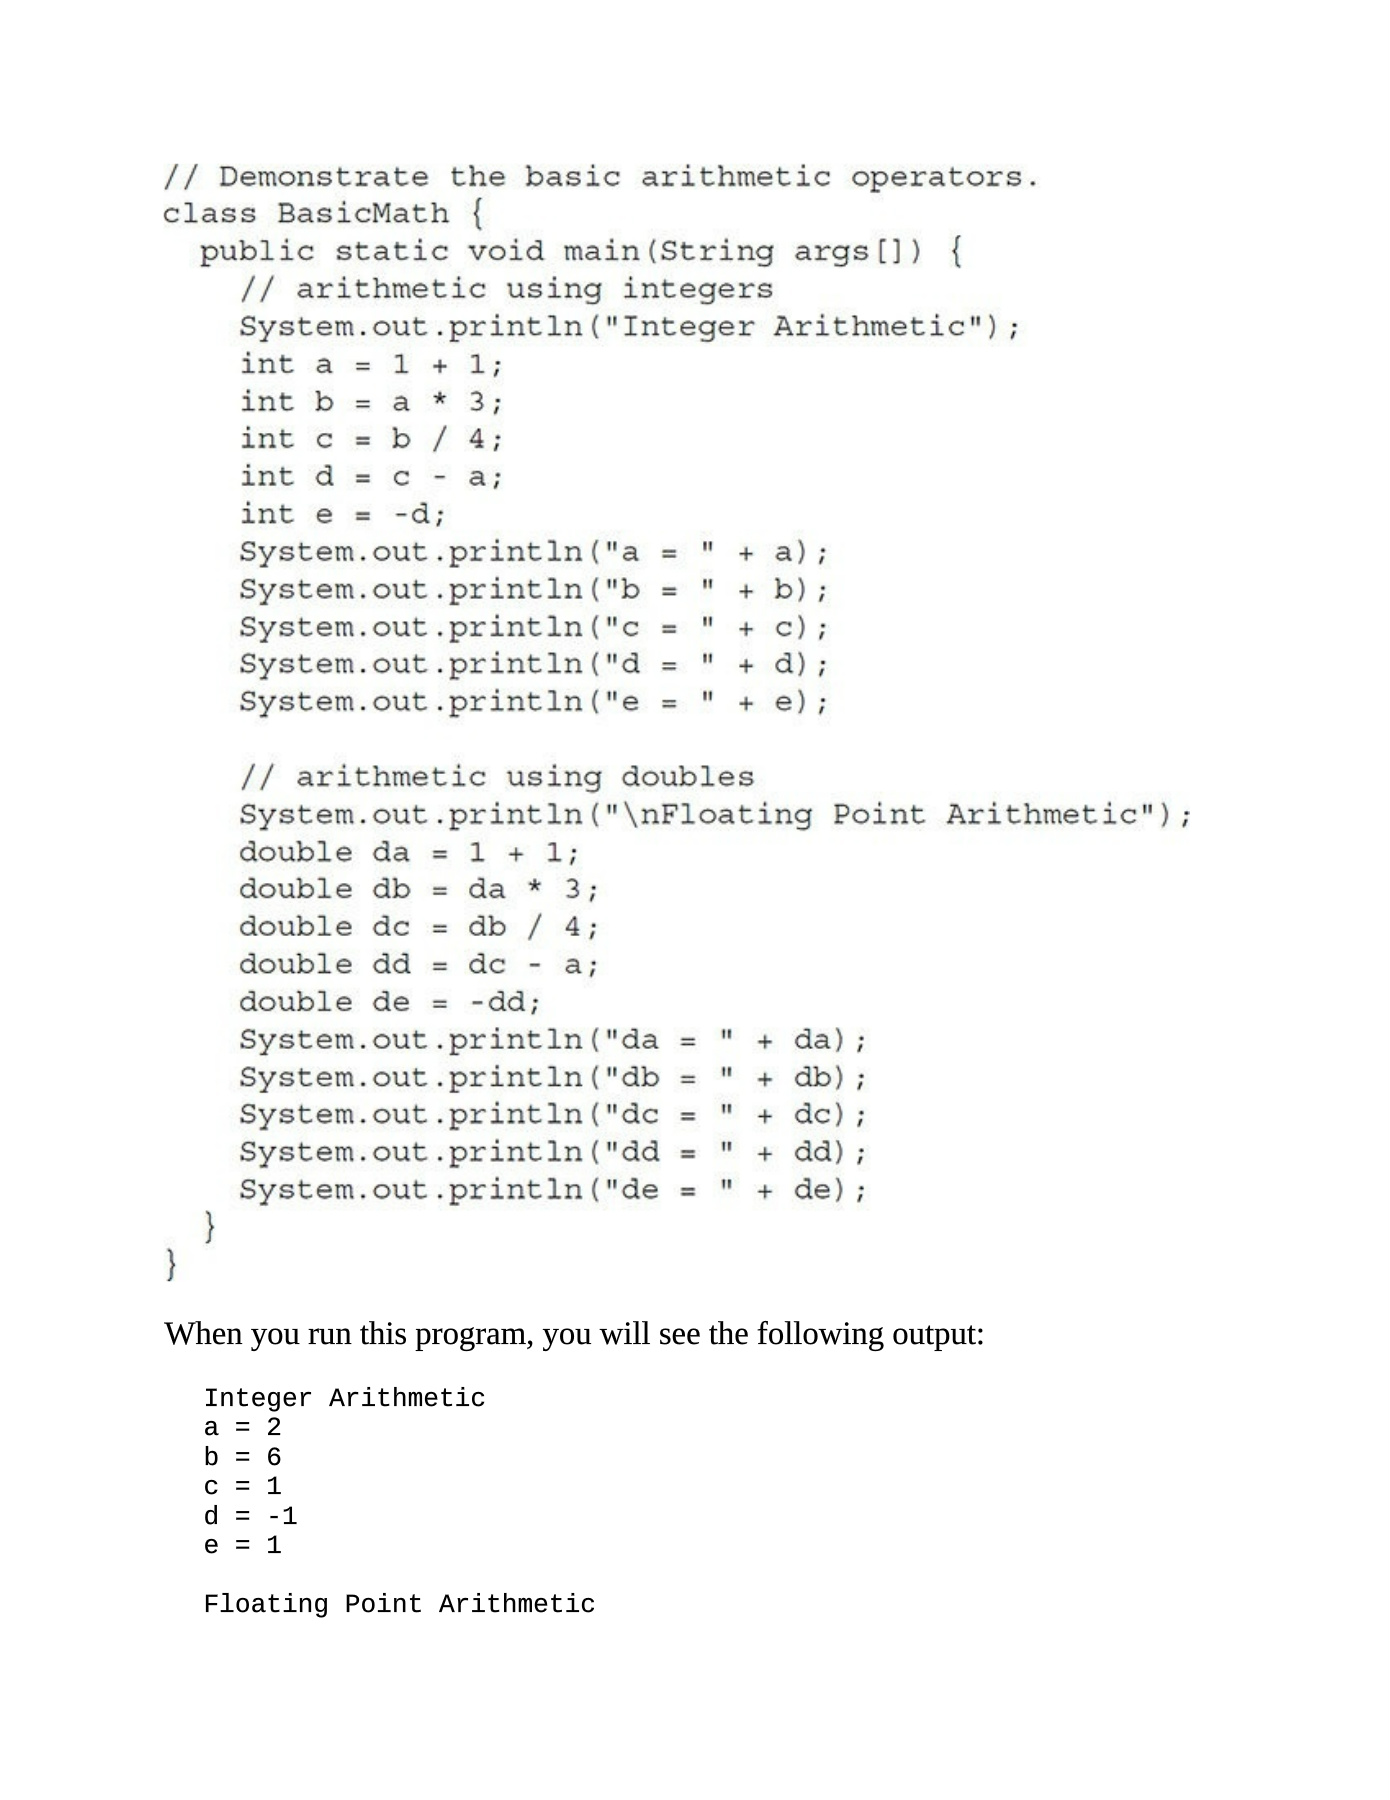 // Demonstrate the basic arithmetic operators.
class BasicMath {
  public static void main(String args[]) {
    // arithmetic using integers
    System.out.println("Integer Arithmetic");
    int a = 1 + 1;
    int b = a * 3;
    int c = b / 4;
    int d = c - a;
    int e = -d;
    System.out.println("a = " + a);
    System.out.println("b = " + b);
    System.out.println("c = " + c);
    System.out.println("d = " + d);
    System.out.println("e = " + e);

    // arithmetic using doubles
    System.out.println("\nFloating Point Arithmetic");
    double da = 1 + 1;
    double db = da * 3;
    double dc = db / 4;
    double dd = dc - a;
    double de = -dd;
    System.out.println("da = " + da);
    System.out.println("db = " + db);
    System.out.println("dc = " + dc);
    System.out.println("dd = " + dd);
    System.out.println("de = " + de);
  }
}
When you run this program, you will see the following output:
Integer Arithmetic
a = 2
b = 6
c = 1
d = -1
e = 1

Floating Point Arithmetic